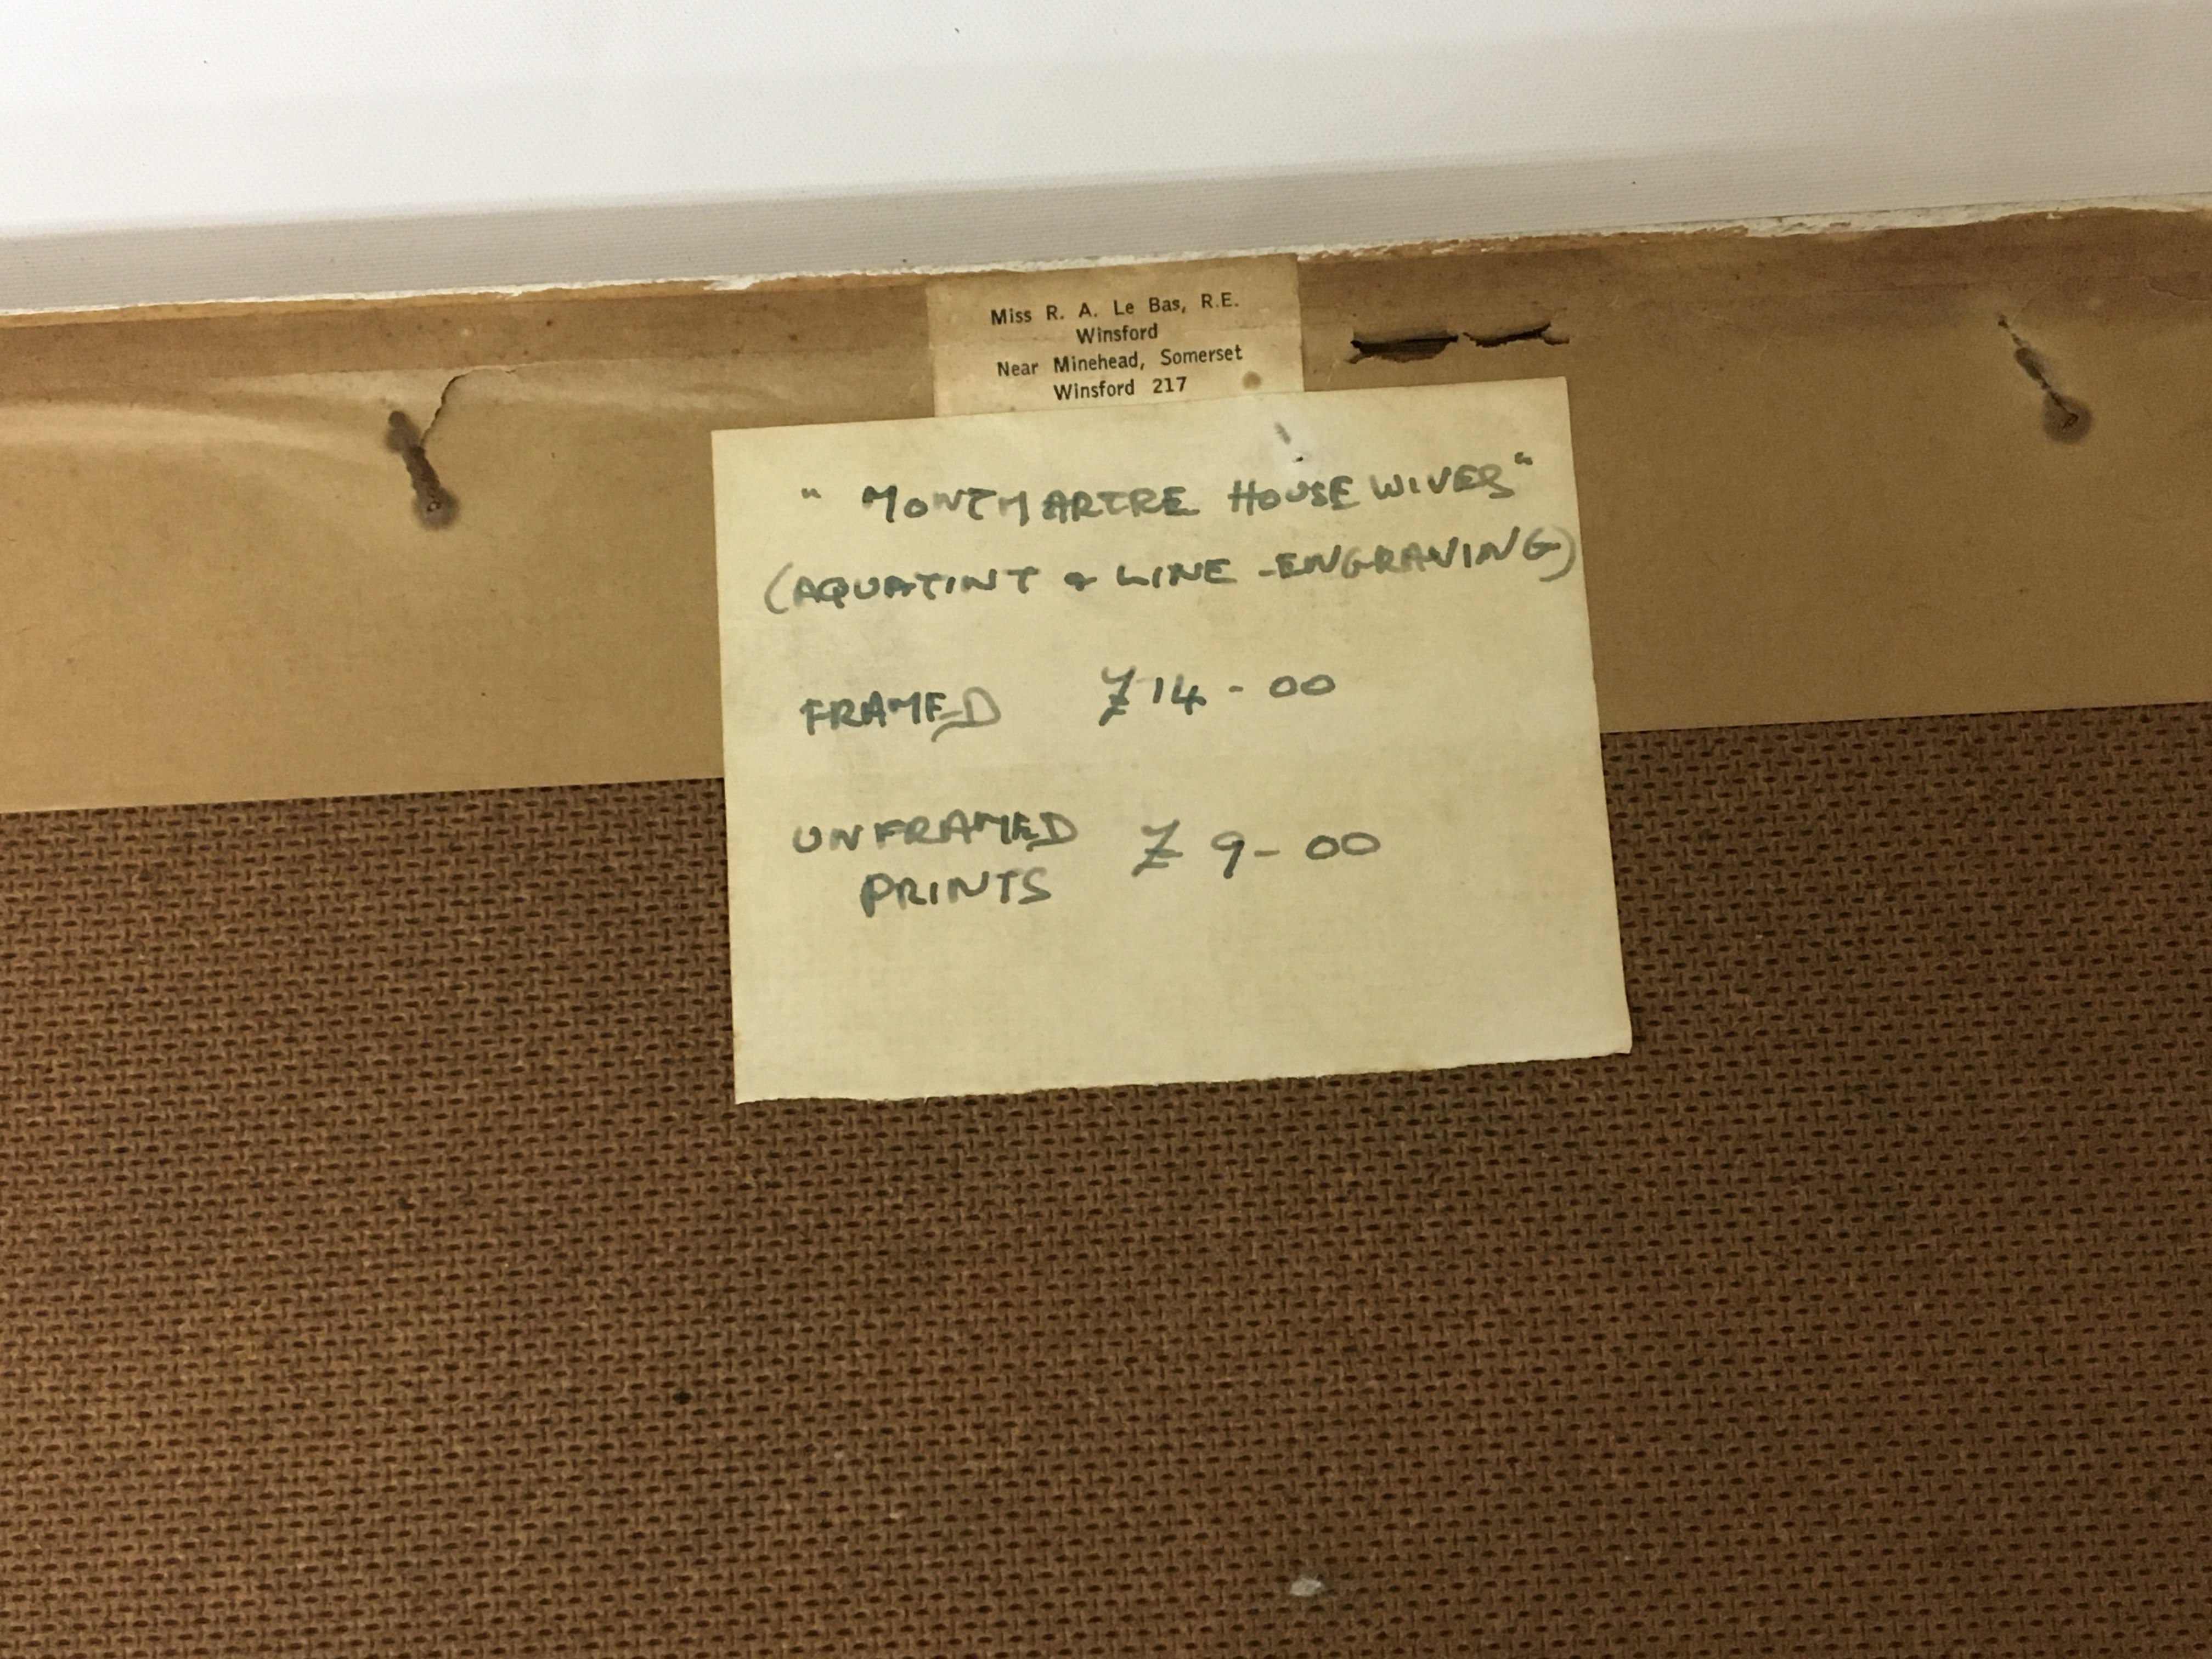 Miss R. A. Le Bas, R.E.
Winsford
Near Minehead, Somerset
Winsford 217
" MONTMARTRE HOUSEWIVES "
(AQUATINT & LINE-ENGRAVING)
FRAMED £14-00
UNFRAMED £9-00
PRINTS